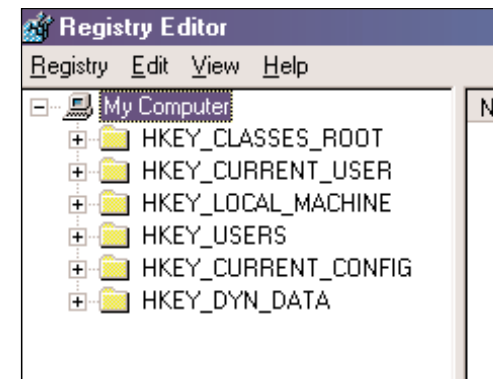 Registry Editor
Registry Edit View Help
My Computer
N
HKEY_CLASSES_ROOT
HKEY_CURRENT_USER
HKEY_LOCAL_MACHINE
HKEY_USERS
HKEY_CURRENT_CONFIG
HKEY_DYN_DATA